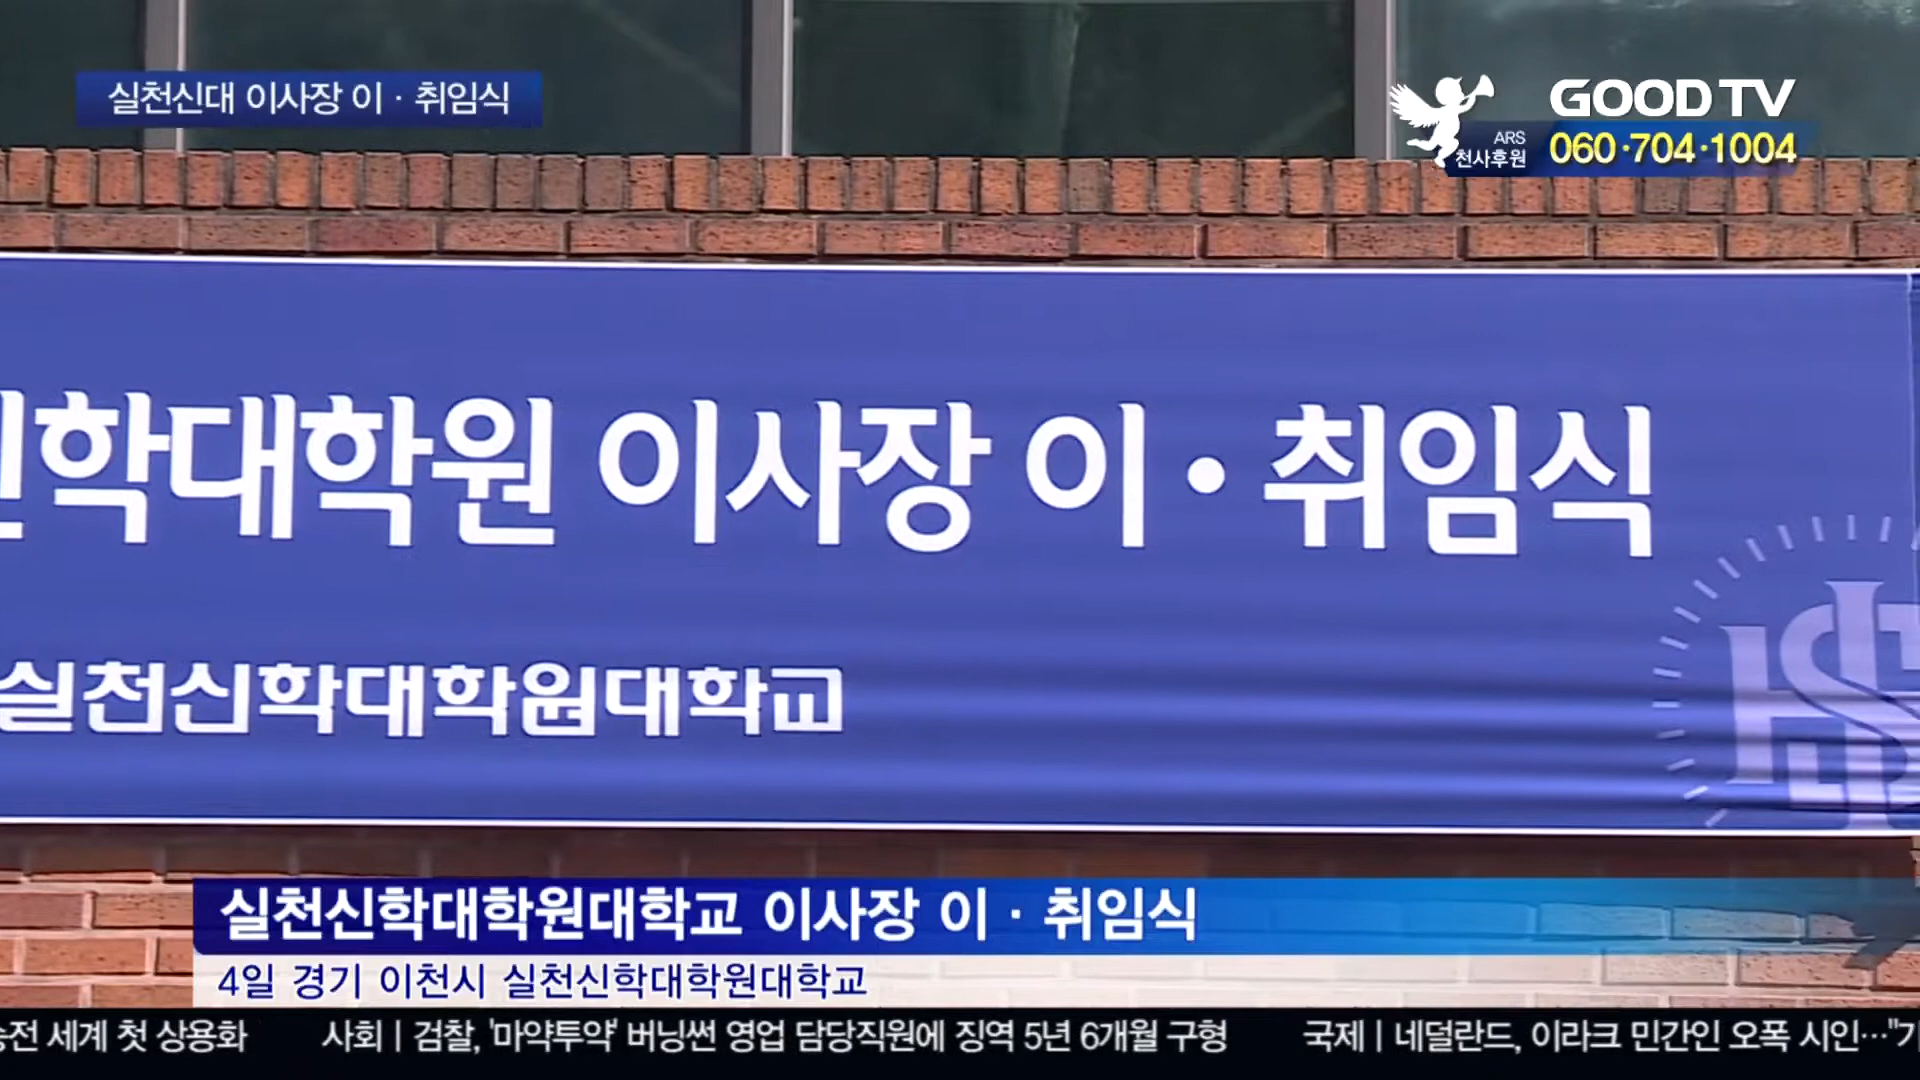 실천신대 이사장 이 · 취임식
GOOD TV
ARS
천사후원
060·704·1004
학대학원 이사장 이 · 취임식
실천신학대학원대학교
실천신학대학원대학교 이사장 이 · 취임식
4일 경기 이천시 실천신학대학원대학교
세계 첫 상용화
사회 | 검찰, '마약투약' 버닝썬 영업 담당직원에 징역 5년 6개월 구형
국제 | 네덜란드, 이라크 민간인 오폭 시인…"